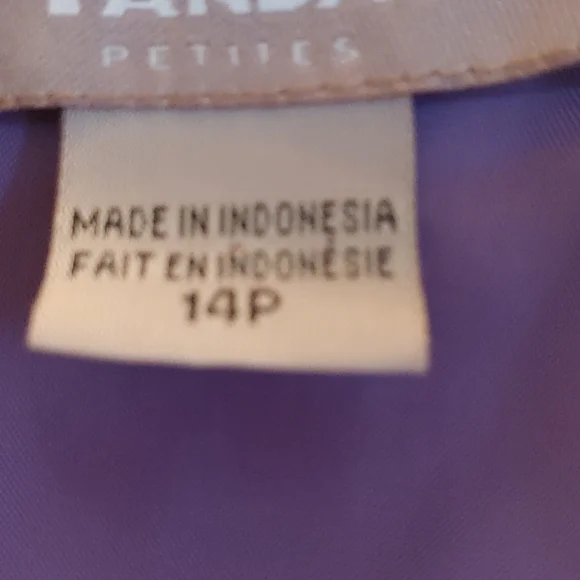 PETITES
MADE IN INDONESIA
FAIT EN INDONÉSIE
14P